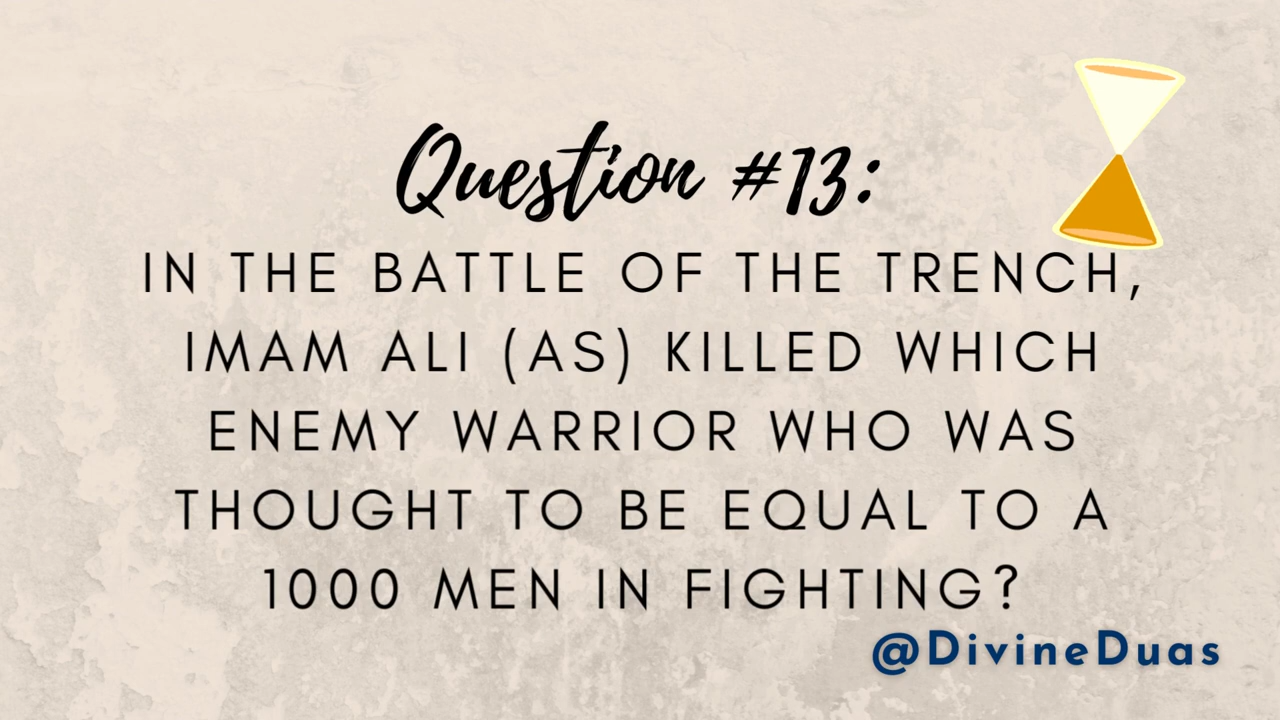 Question #13:
IN THE BATTLE OF THE TRENCH,
IMAM ALI (AS) KILLED WHICH
ENEMY WARRIOR WHO WAS
THOUGHT TO BE EQUAL TO A
1000 MEN IN FIGHTING?
@DivineDuas